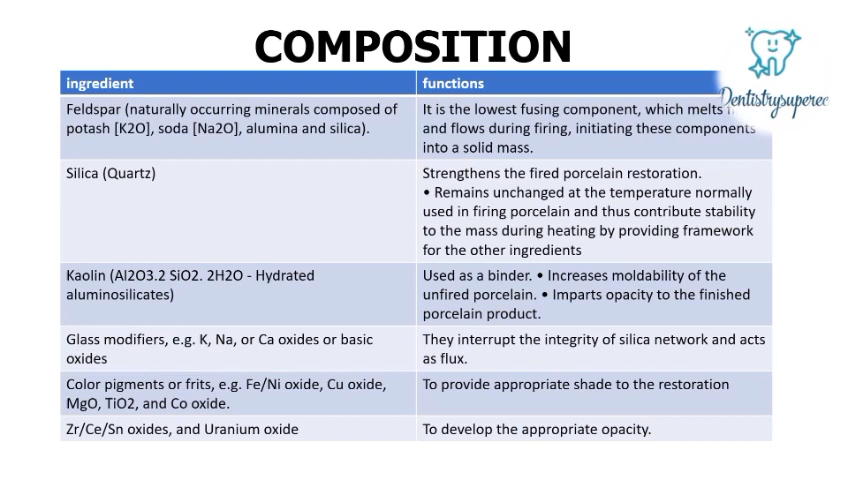 COMPOSITION
ingredient
functions
Feldspar (naturally occurring minerals composed of
potash [K2O], soda [Na2O], alumina and silica).
It is the lowest fusing component, which melts
and flows during firing, initiating these components
into a solid mass.
Silica (Quartz)
Strengthens the fired porcelain restoration.
• Remains unchanged at the temperature normally
used in firing porcelain and thus contribute stability
to the mass during heating by providing framework
for the other ingredients
Kaolin (Al2O3.2 SiO2. 2H2O - Hydrated
aluminosilicates)
Used as a binder. • Increases moldability of the
unfired porcelain. • Imparts opacity to the finished
porcelain product.
Glass modifiers, e.g. K, Na, or Ca oxides or basic
oxides
They interrupt the integrity of silica network and acts
as flux.
Color pigments or frits, e.g. Fe/Ni oxide, Cu oxide,
MgO, TiO2, and Co oxide.
To provide appropriate shade to the restoration
Zr/Ce/Sn oxides, and Uranium oxide
To develop the appropriate opacity.
Dentistrysuperec